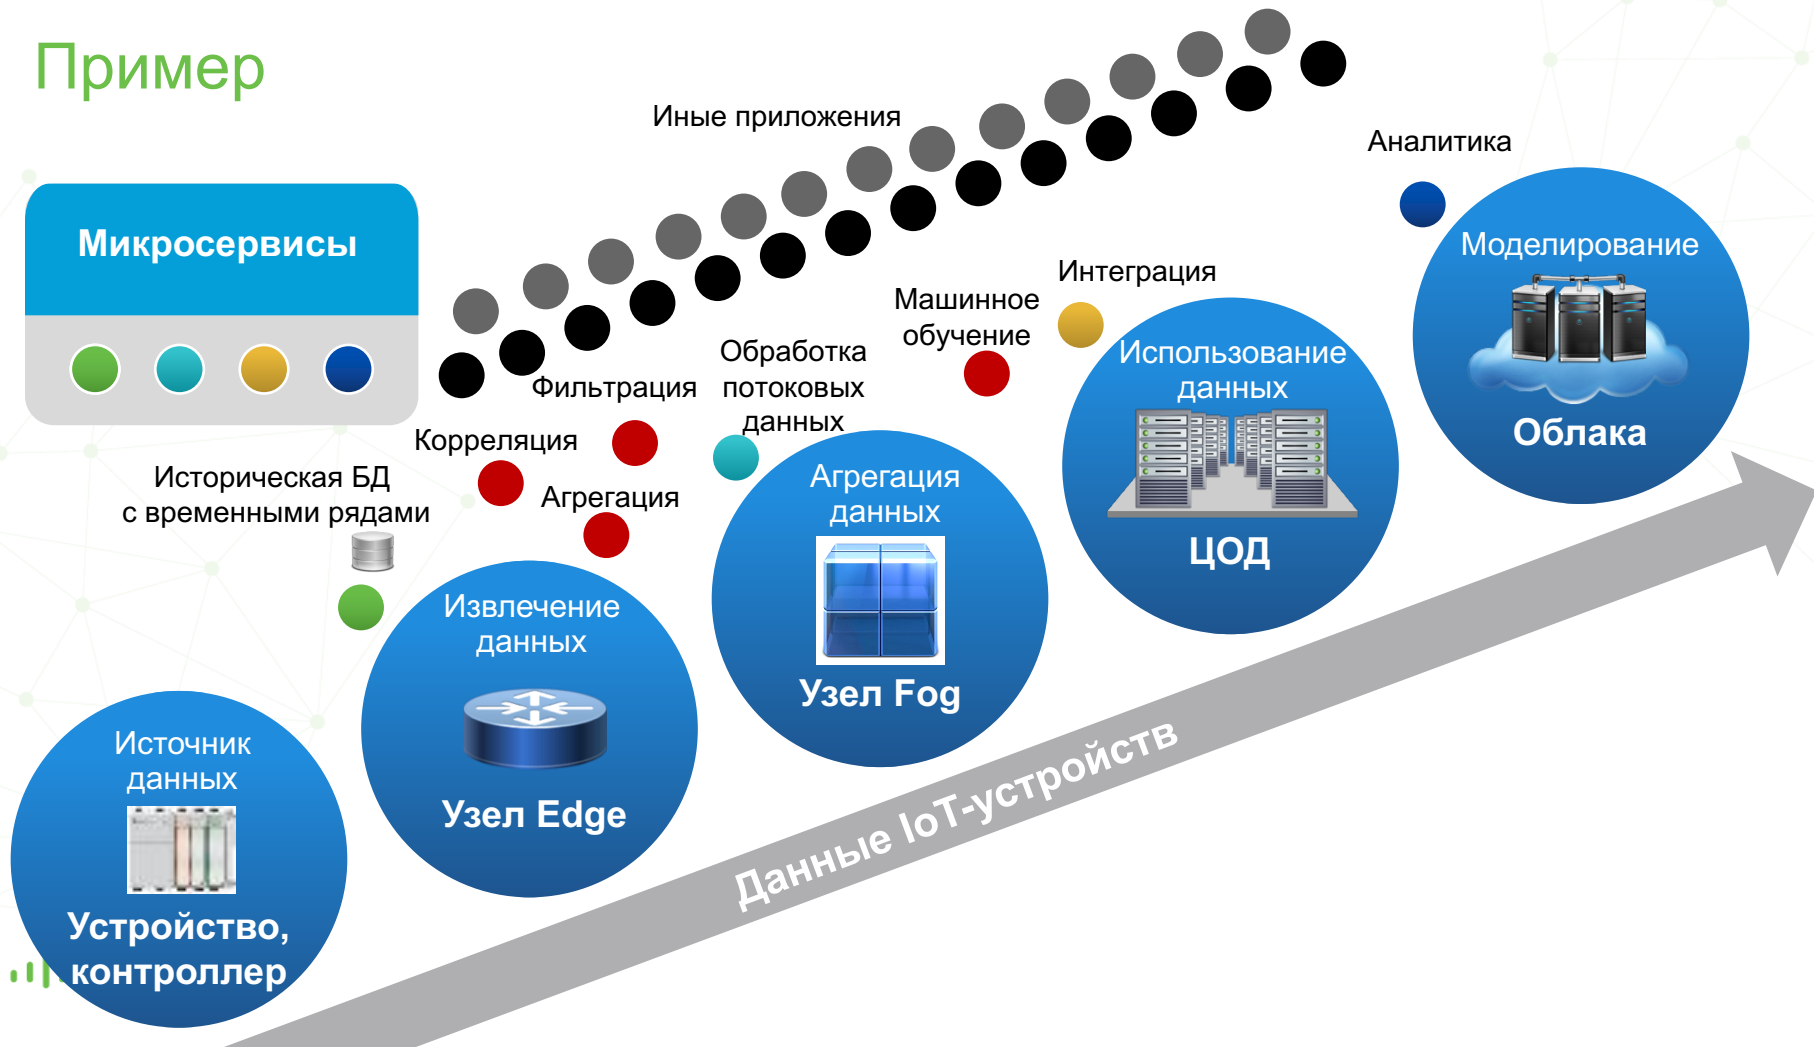 Пример
Иные приложения
Аналитика
Микросервисы
Моделирование
Облака
Интеграция
Машинное
обучение
Использование
данных
ЦОД
Обработка
потоковых
данных
Фильтрация
Корреляция
Агрегация
Историческая БД
с временными рядами
Агрегация
данных
Узел Fog
Извлечение
данных
Узел Edge
Источник
данных
Устройство,
контроллер
Данные IoT-устройств